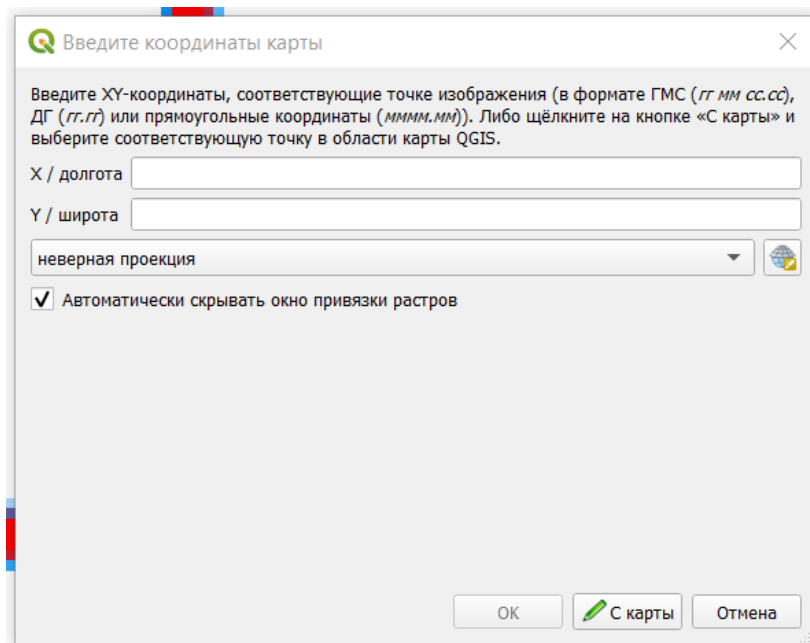 Введите координаты карты
Введите XY-координаты, соответствующие точке изображения (в формате ГМС (гг мм сс.сс),
ДГ (гг.гг) или прямоугольные координаты (мммм.мм)). Либо щёлкните на кнопке «С карты» и
выберите соответствующую точку в области карты QGIS.
X / долгота
Y / широта
неверная проекция
Автоматически скрывать окно привязки растров
ОК
С карты
Отмена